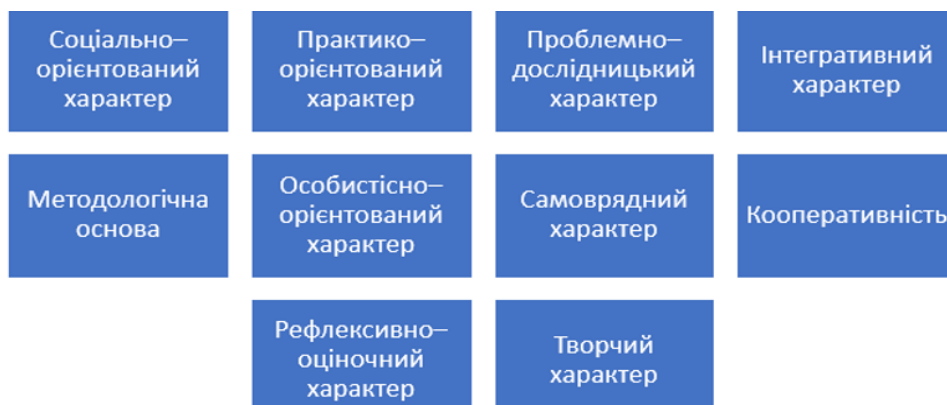 Соціально–
орієнтований
характер
Практико-
орієнтований
характер
Проблемно–
дослідницький
характер
Інтегративний
характер
Методологічна
основа
Особистісно–
орієнтований
характер
Самоврядний
характер
Кооперативність
Рефлексивно–
оціночний
характер
Творчий
характер